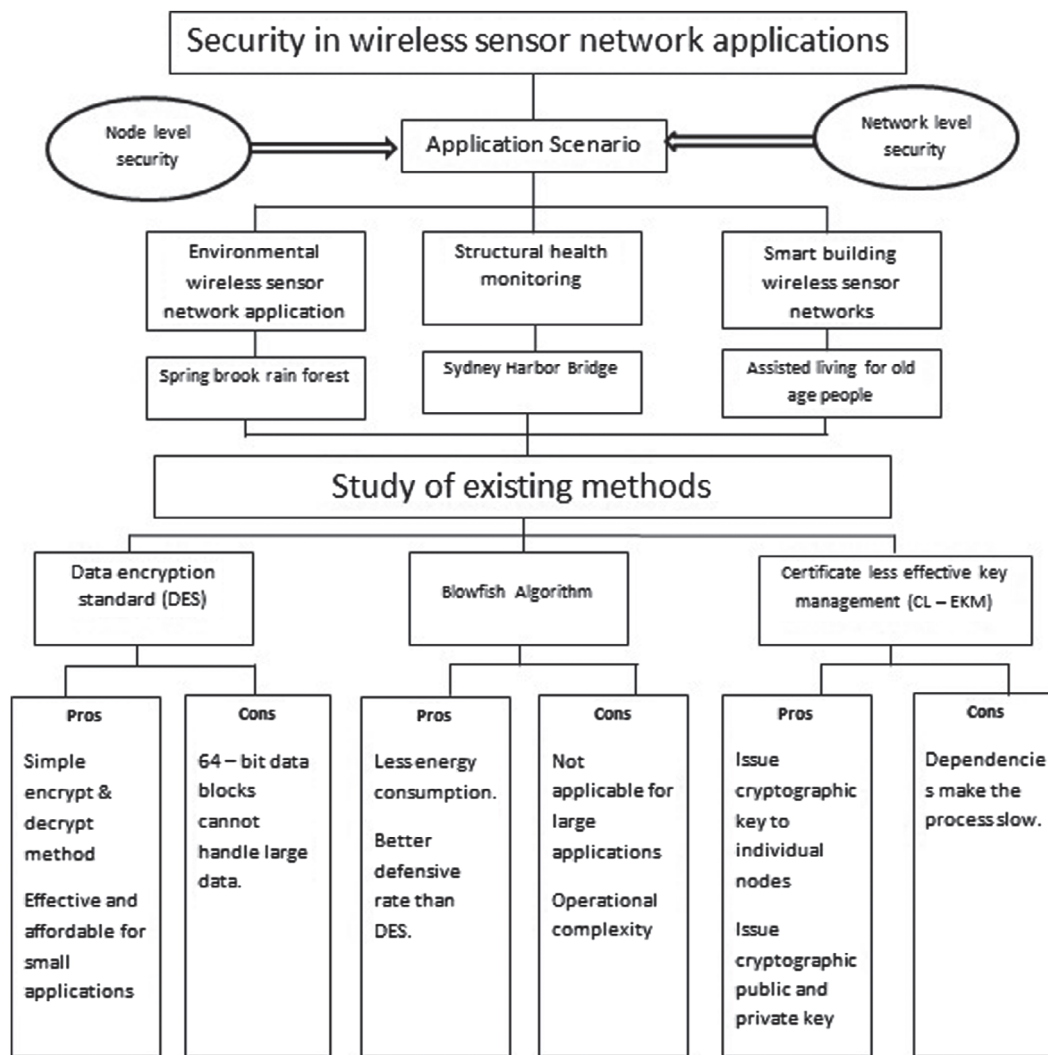 Security in wireless sensor network applications
Node level
security
Application Scenario
Network level
security
Environmental
wireless sensor
network application
Structural health
monitoring
Smart building
wireless sensor
networks
Spring brook rain forest
Sydney Harbor Bridge
Assisted living for old
age people
Study of existing methods
Data encryption
standard (DES)
Blowfish Algorithm
Certificate less effective key
management (CL – EKM)
Pros
Simple
encrypt &
decrypt
method
Effective and
affordable for
small
applications
Cons
64 – bit data
blocks
cannot
handle large
data.
Pros
Less energy
consumption.
Better
defensive
rate than
DES.
Cons
Not
applicable for
large
applications
Operational
complexity
Pros
Issue
cryptographic
key to
individual
nodes
Issue
cryptographic
public and
private key
Cons
Dependencie
s make the
process slow.